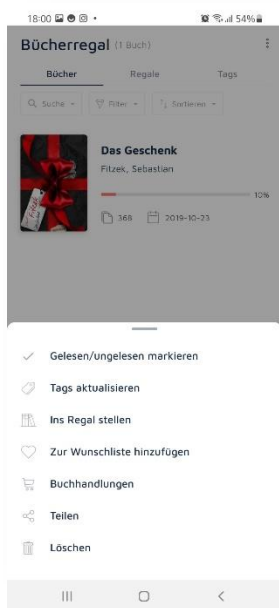 18:00 54%
Bücherregal (1 Buch)
Bücher Regale Tags
Suche Filter Sortieren
Das Geschenk
Fitzek, Sebastian
10%
368 2019-10-23
Gelesen/ungelesen markieren
Tags aktualisieren
Ins Regal stellen
Zur Wunschliste hinzufügen
Buchhandlungen
Teilen
Löschen